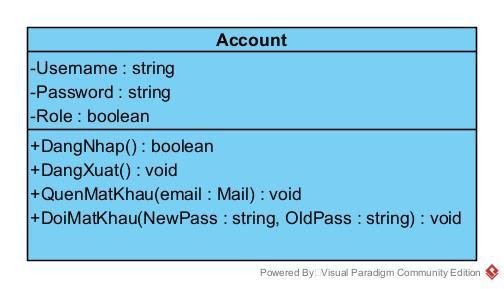 Account
-Username : string
-Password : string
-Role : boolean
+DangNhap() : boolean
+DangXuat() : void
+QuenMatKhau(email : Mail) : void
+DoiMatKhau(NewPass : string, OldPass : string) : void
Powered By: Visual Paradigm Community Edition